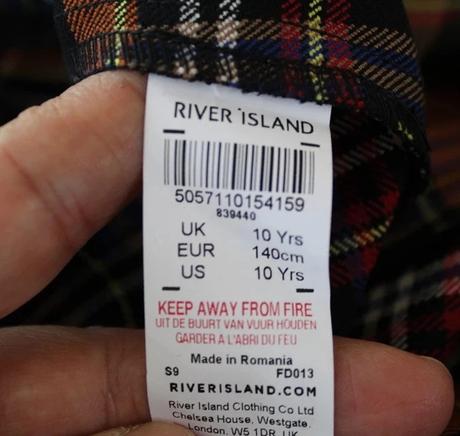 RIVER ISLAND
5057110154159
839440
UK 10 Yrs
EUR 140cm
US 10 Yrs
KEEP AWAY FROM FIRE
UIT DE BUURT VAN VUUR HOUDEN
GARDER A L'ABRI DU FEU
Made in Romania
S9 FD013
RIVERISLAND.COM
River Island Clothing Co Ltd
Chelsea House, Westgate,
London, W5 1DR, UK